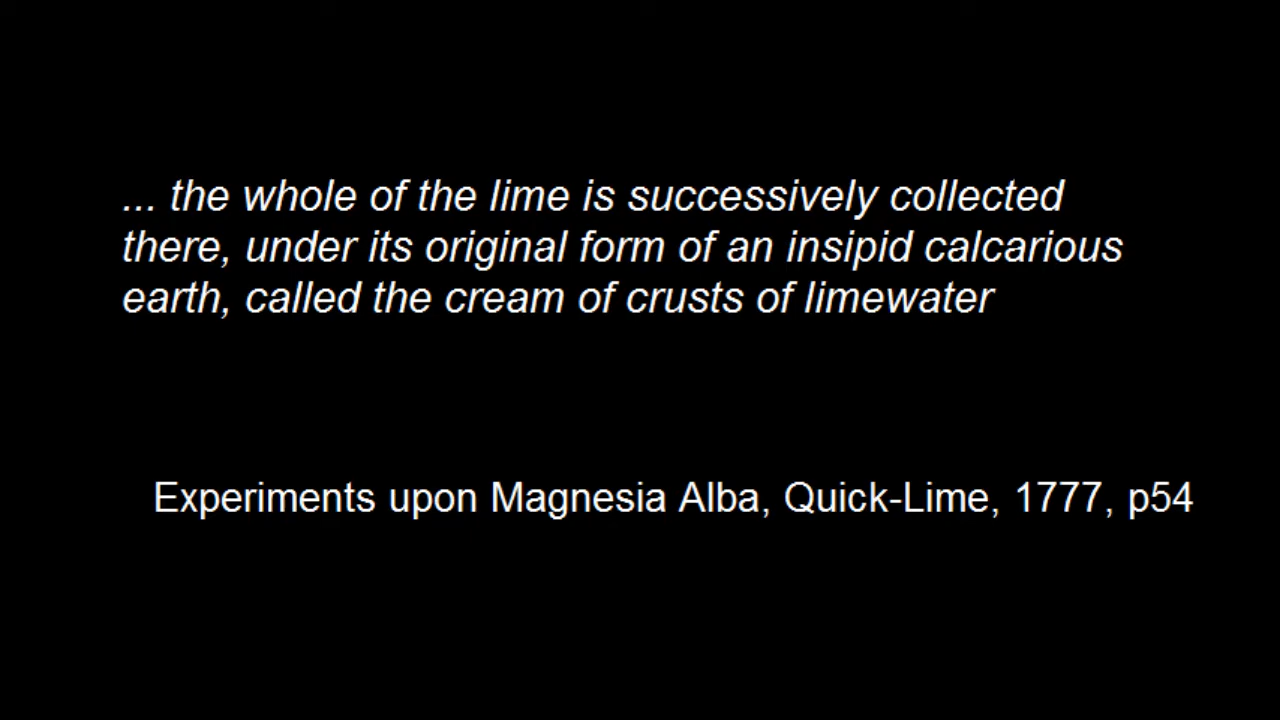 ... the whole of the lime is successively collected
there, under its original form of an insipid calcarious
earth, called the cream of crusts of limewater
Experiments upon Magnesia Alba, Quick-Lime, 1777, p54